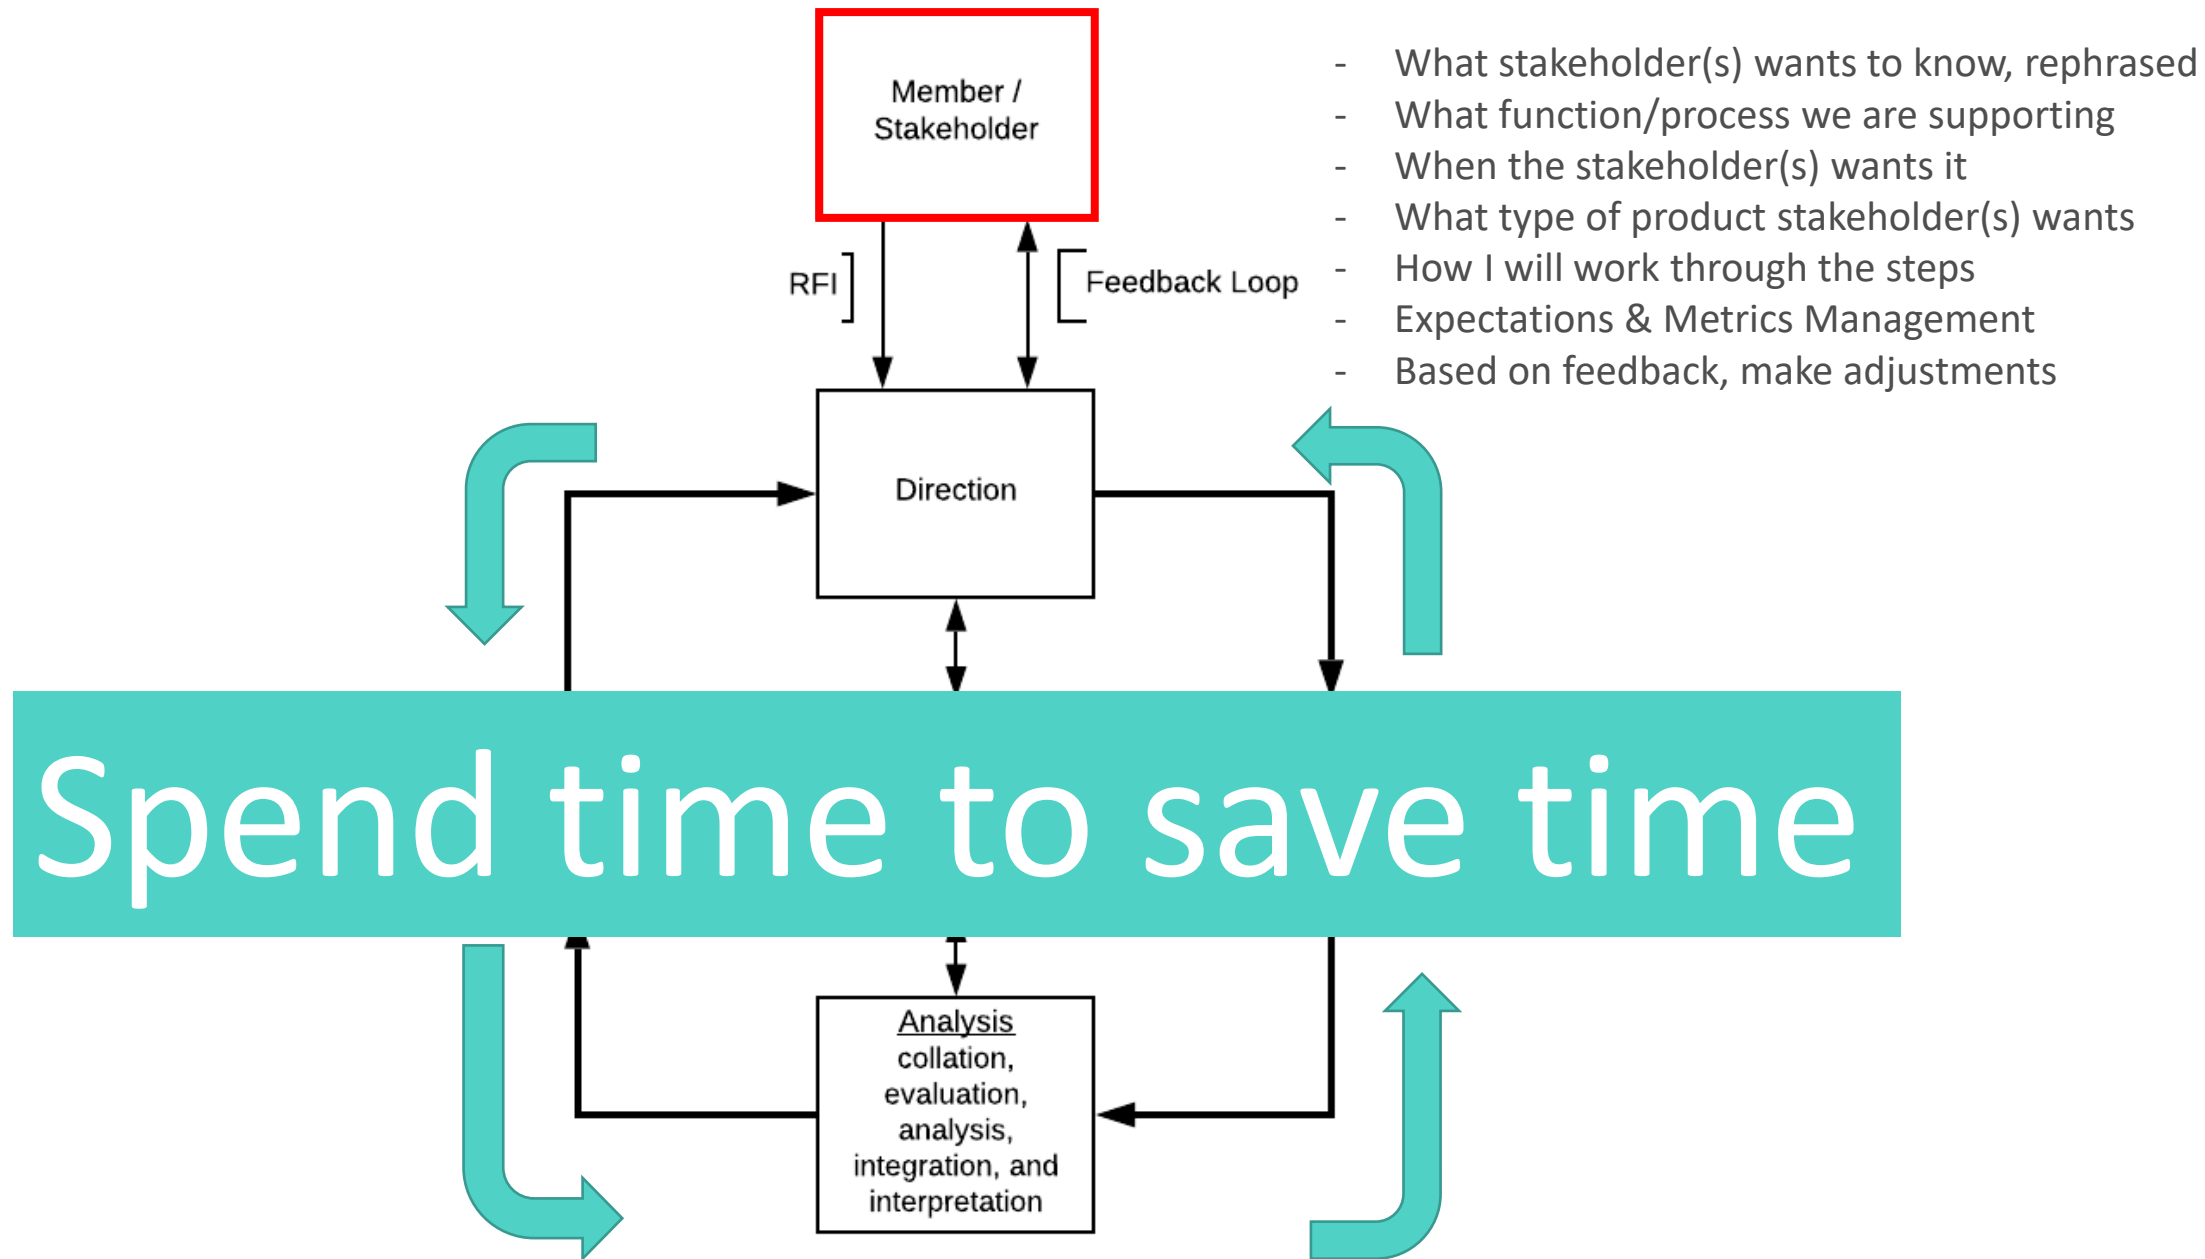 Member /
Stakeholder
- What stakeholder(s) wants to know, rephrased
- What function/process we are supporting
- When the stakeholder(s) wants it
- What type of product stakeholder(s) wants
- How I will work through the steps
- Expectations & Metrics Management
- Based on feedback, make adjustments
RFI
Feedback Loop
Direction
Spend time to save time
Analysis
collation,
evaluation,
analysis,
integration, and
interpretation